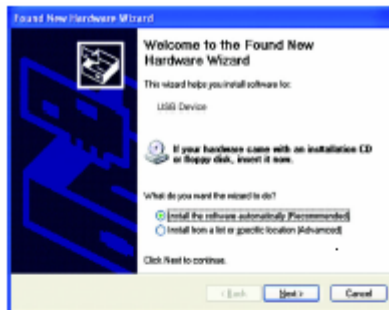 Found New Hardware Wizard
Welcome to the Found New
Hardware Wizard
This wizard helps you install software for:
USB Device
If your hardware came with an installation CD
or floppy disk, insert it now.
What do you want the wizard to do?
Install the software automatically (Recommended)
Install from a list or specific location (Advanced)
Click Next to continue.
< Back
Next >
Cancel